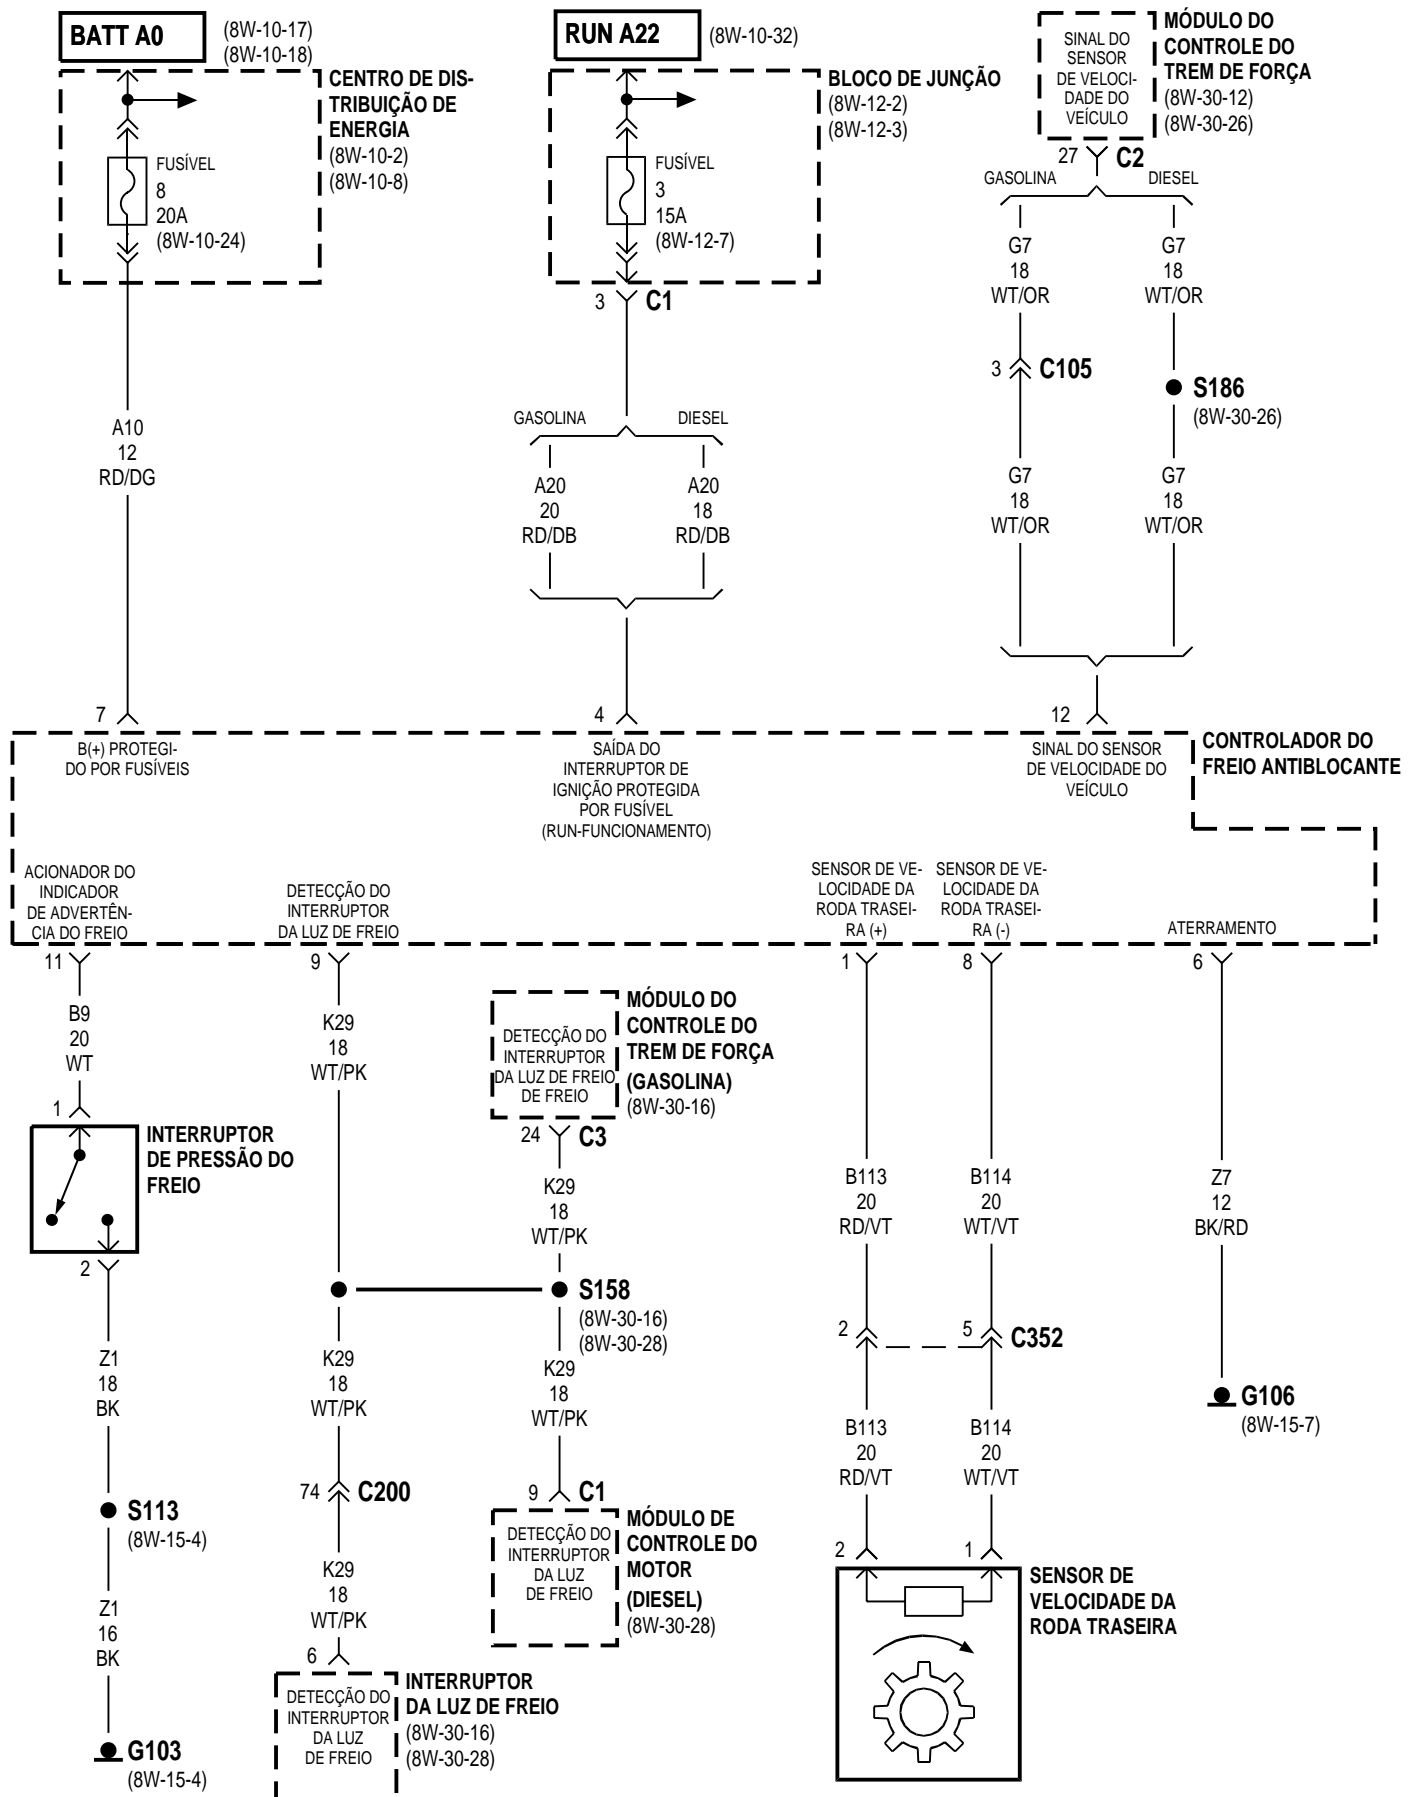 BATT A0
(8W-10-17)
(8W-10-18)
CENTRO DE DIS-
TRIBUIÇÃO DE
ENERGIA
(8W-10-2)
(8W-10-8)
FUSÍVEL
8
20A
(8W-10-24)
RUN A22
(8W-10-32)
BLOCO DE JUNÇÃO
(8W-12-2)
(8W-12-3)
FUSÍVEL
3
15A
(8W-12-7)
3
C1
SINAL DO
SENSOR
DE VELOCI-
DADE DO
VEÍCULO
MÓDULO DO
CONTROLE DO
TREM DE FORÇA
(8W-30-12)
(8W-30-26)
27
C2
GASOLINA
DIESEL
G7
18
WT/OR
G7
18
WT/OR
3
C105
S186
(8W-30-26)
G7
18
WT/OR
G7
18
WT/OR
A10
12
RD/DG
GASOLINA
DIESEL
A20
20
RD/DB
A20
18
RD/DB
7
4
12
B(+) PROTEGI-
DO POR FUSÍVEIS
SAÍDA DO
INTERRUPTOR DE
IGNIÇÃO PROTEGIDA
POR FUSÍVEL
(RUN-FUNCIONAMENTO)
SINAL DO SENSOR
DE VELOCIDADE DO
VEÍCULO
CONTROLADOR DO
FREIO ANTIBLOCANTE
ACIONADOR DO
INDICADOR
DE ADVERTÊN-
CIA DO FREIO
DETECÇÃO DO
INTERRUPTOR
DA LUZ DE FREIO
SENSOR DE VE-
LOCIDADE DA
RODA TRASEI-
RA (+)
SENSOR DE VE-
LOCIDADE DA
RODA TRASEI-
RA (-)
ATERRAMENTO
11
9
1
8
6
B9
20
WT
K29
18
WT/PK
DETECÇÃO DO
INTERRUPTOR
DA LUZ DE FREIO
DE FREIO
MÓDULO DO
CONTROLE DO
TREM DE FORÇA
(GASOLINA)
(8W-30-16)
24
C3
K29
18
WT/PK
1
INTERRUPTOR
DE PRESSÃO DO
FREIO
2
B113
20
RD/VT
B114
20
WT/VT
Z7
12
BK/RD
S158
(8W-30-16)
(8W-30-28)
Z1
18
BK
K29
18
WT/PK
K29
18
WT/PK
2
5
C352
G106
(8W-15-7)
B113
20
RD/VT
B114
20
WT/VT
S113
(8W-15-4)
74
C200
9
C1
DETECÇÃO DO
INTERRUPTOR
DA LUZ
DE FREIO
MÓDULO DE
CONTROLE DO
MOTOR
(DIESEL)
(8W-30-28)
2
1
SENSOR DE
VELOCIDADE DA
RODA TRASEIRA
Z1
16
BK
K29
18
WT/PK
6
DETECÇÃO DO
INTERRUPTOR
DA LUZ
DE FREIO
INTERRUPTOR
DA LUZ DE FREIO
(8W-30-16)
(8W-30-28)
G103
(8W-15-4)